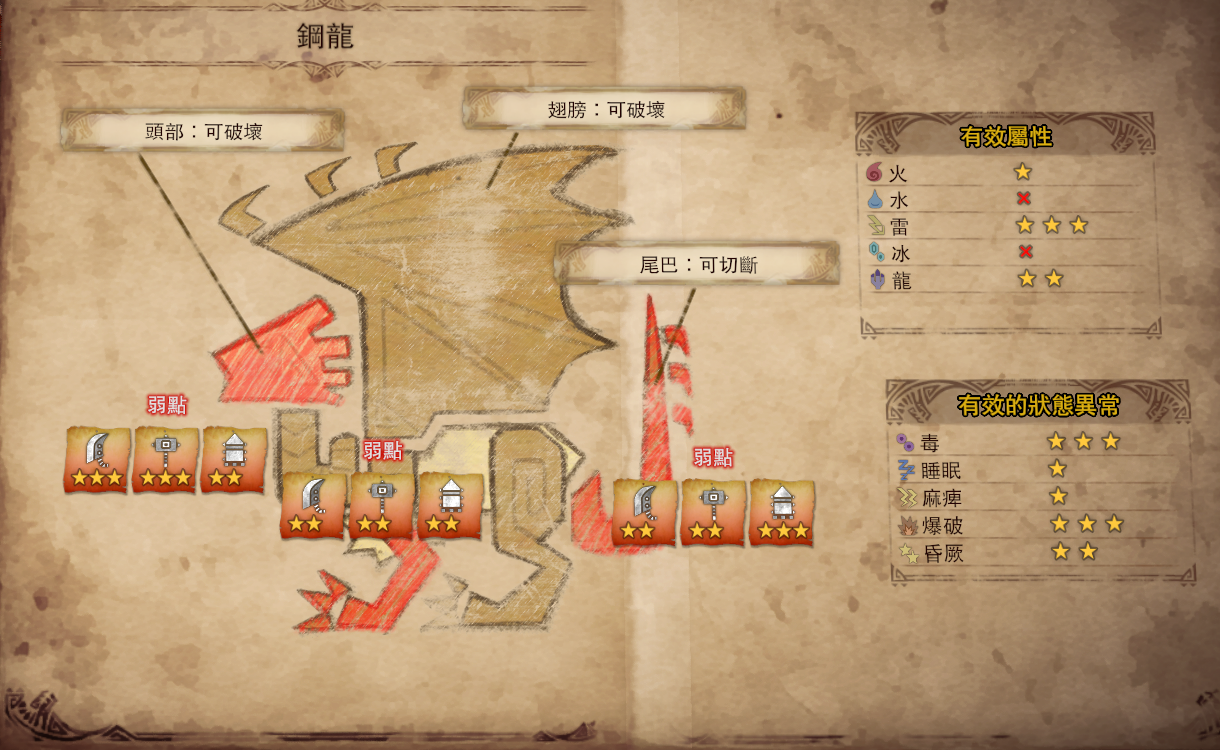 鋼龍
頭部：可破壞
翅膀：可破壞
尾巴：可切斷
弱點
弱點
弱點
有效屬性
火
水
雷
冰
龍
有效的狀態異常
毒
睡眠
麻痺
爆破
昏厥